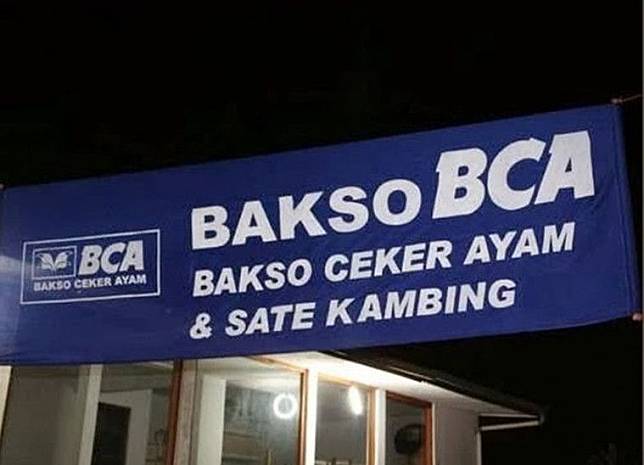 BCA
BAKSO CEKER AYAM
BAKSO BCA
BAKSO CEKER AYAM
& SATE KAMBING